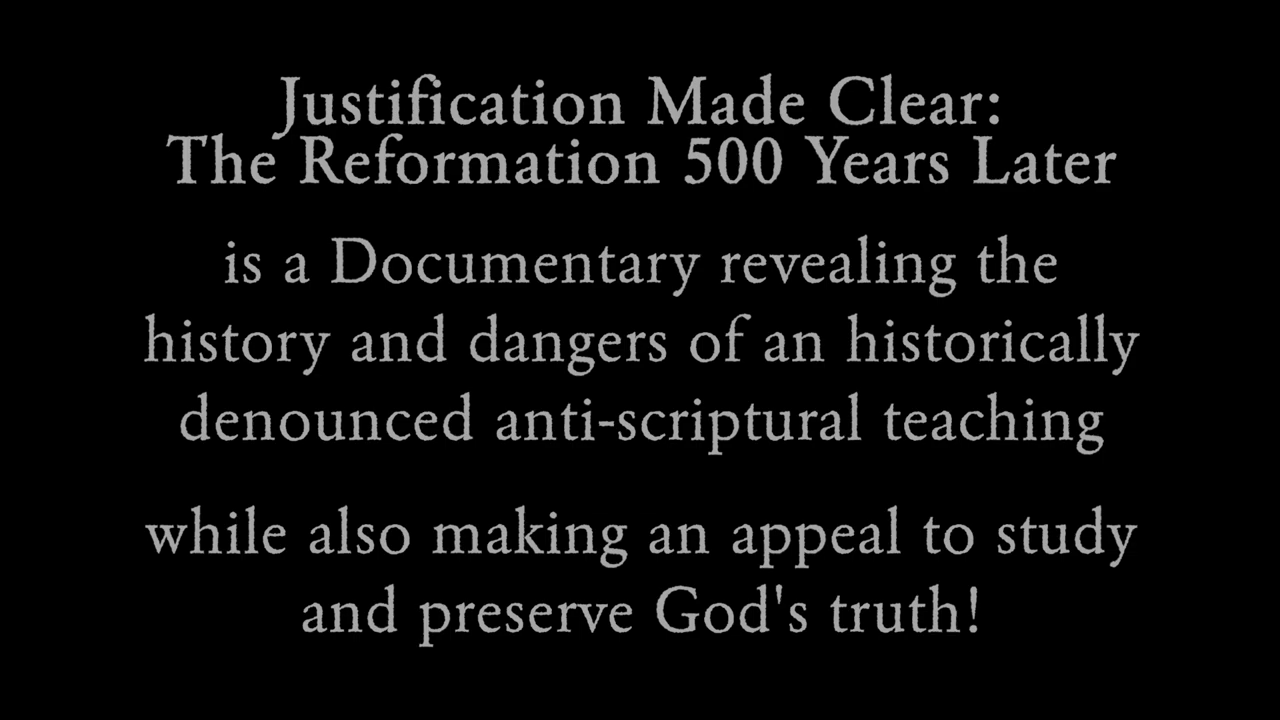 Justification Made Clear:
The Reformation 500 Years Later
is a Documentary revealing the
history and dangers of an historically
denounced anti-scriptural teaching
while also making an appeal to study
and preserve God's truth!